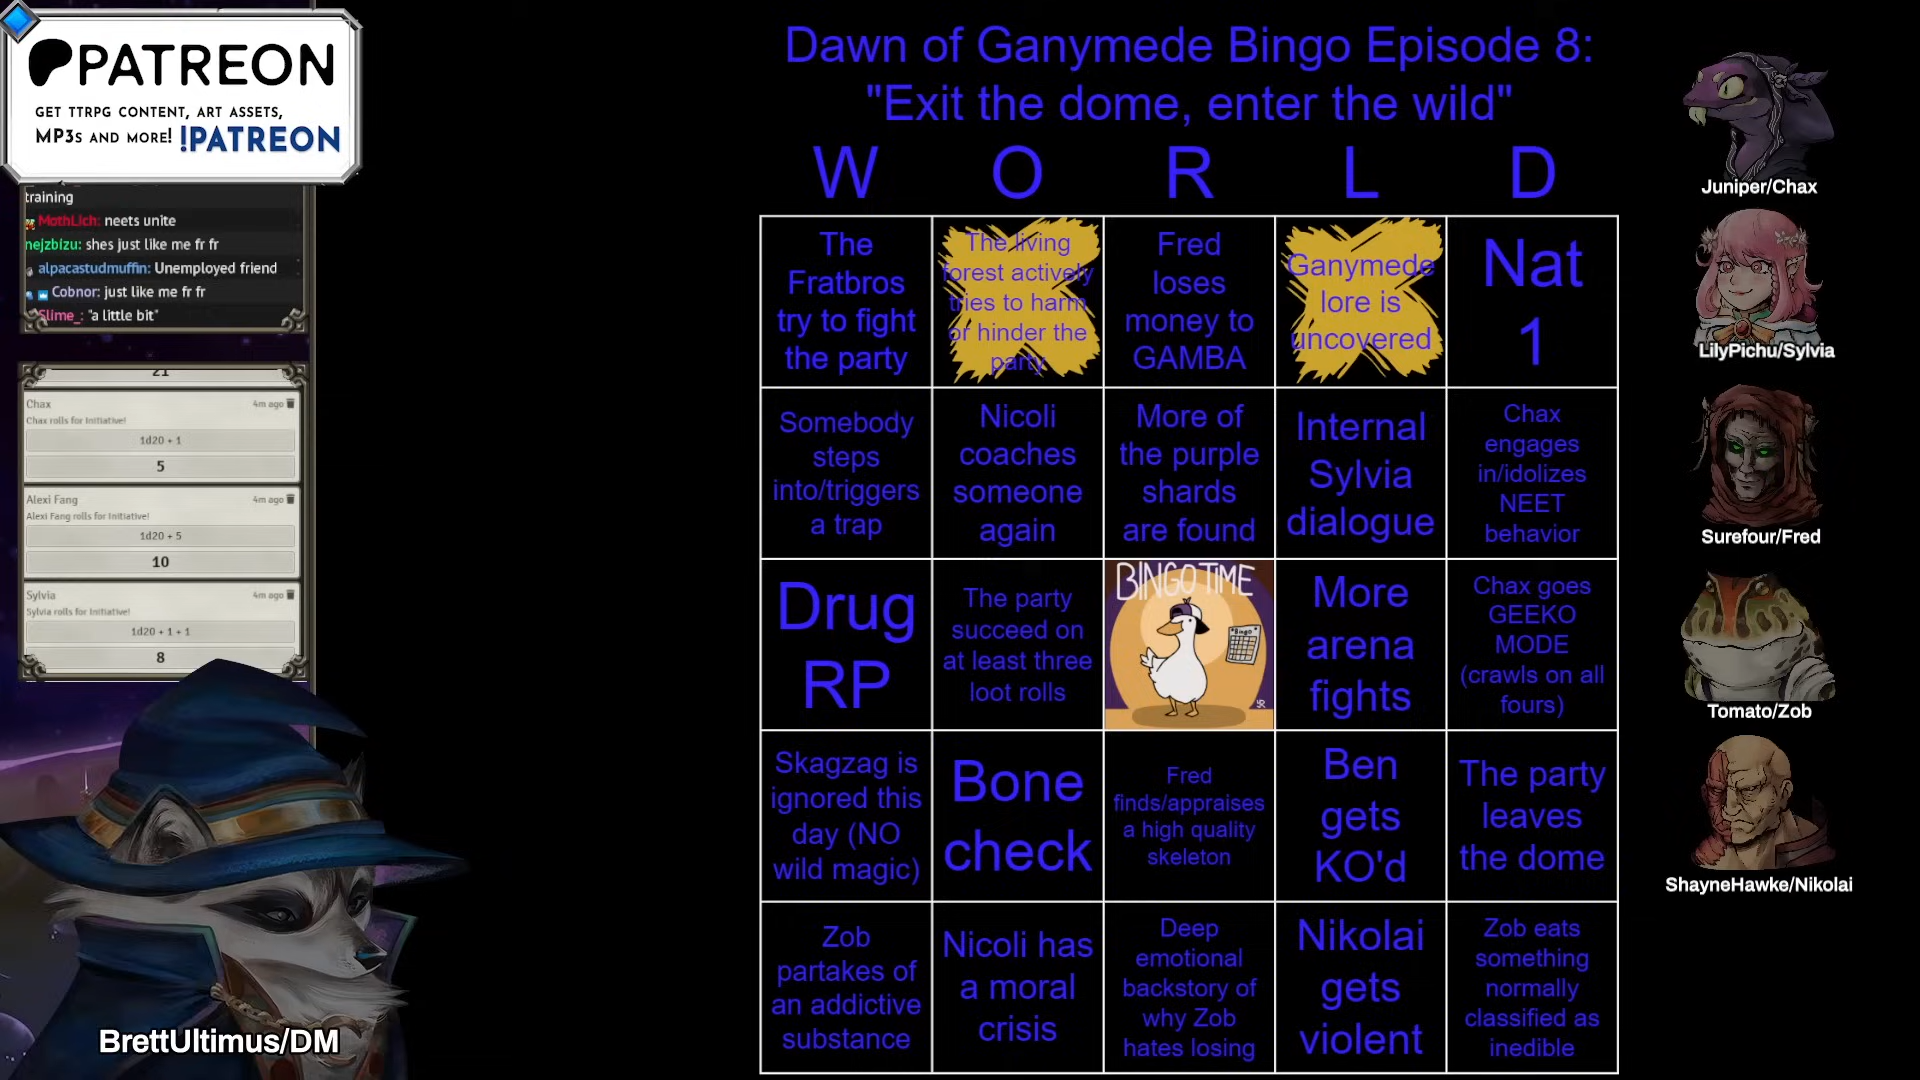 PATREON
GET TTRPG CONTENT, ART ASSETS,
MP3s AND MORE! !PATREON
training
MothLich: neets unite
nejzbizu: shes just like me fr fr
alpacastudmuffin: Unemployed friend
Cobnor: just like me fr fr
Slime_: "a little bit"
21
Chax
4m ago
Chax rolls for Initiative!
1d20 + 1
5
Alexi Fang
4m ago
Alexi Fang rolls for Initiative!
1d20 + 5
10
Sylvia
4m ago
Sylvia rolls for Initiative!
1d20 + 1 + 1
8
BrettUltimus/DM
Dawn of Ganymede Bingo Episode 8:
"Exit the dome, enter the wild"
W O R L D
The
Fratbros
try to fight
the party
The living
forest actively
tries to harm
or hinder the
party
Fred
loses
money to
GAMBA
Ganymede
lore is
uncovered
Nat
1
Somebody
steps
into/triggers
a trap
Nicoli
coaches
someone
again
More of
the purple
shards
are found
Internal
Sylvia
dialogue
Chax
engages
in/idolizes
NEET
behavior
Drug
RP
The party
succeed on
at least three
loot rolls
BINGO TIME
Bingo
More
arena
fights
Chax goes
GEEKO
MODE
(crawls on all
fours)
Skagzag is
ignored this
day (NO
wild magic)
Bone
check
Fred
finds/appraises
a high quality
skeleton
Ben
gets
KO'd
The party
leaves
the dome
Zob
partakes of
an addictive
substance
Nicoli has
a moral
crisis
Deep
emotional
backstory of
why Zob
hates losing
Nikolai
gets
violent
Zob eats
something
normally
classified as
inedible
Juniper/Chax
LilyPichu/Sylvia
Surefour/Fred
Tomato/Zob
ShayneHawke/Nikolai